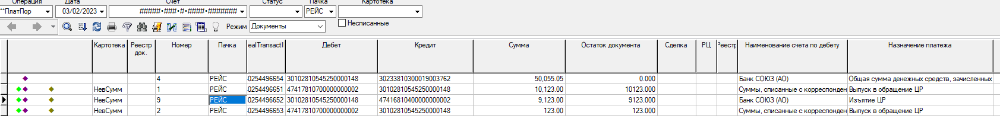 Операция Дата Счет Статус Пачка Картотека
**ПлатПор 03/02/2023 #####•###•#•####•####### РЕЙС
Режим Документы Несписанные
Картотека Реестр док. Номер Пачка ealTransactI Дебет Кредит Сумма Остаток документа Сделка РЦ Реестр Наименование счета по дебету Назначение платежа
4 РЕЙС 40254496654 30102810545250000148 30233810300019003762 50,055.05 0.000 Банк СОЮЗ (АО) Общая сумма денежных средств, зачисленных
НевСумм 1 РЕЙС 40254496651 47417810700000000002 30102810545250000148 10,123.00 10123.000 Суммы, списанные с корреспонден Выпуск в обращение ЦР
НевСумм 9 РЕЙС 40254496652 30102810545250000148 47416810400000000002 9,123.00 9123.000 Банк СОЮЗ (АО) Изъятие ЦР
НевСумм 2 РЕЙС 40254496653 47417810700000000002 30102810545250000148 123.00 123.000 Суммы, списанные с корреспонден Выпуск в обращение ЦР